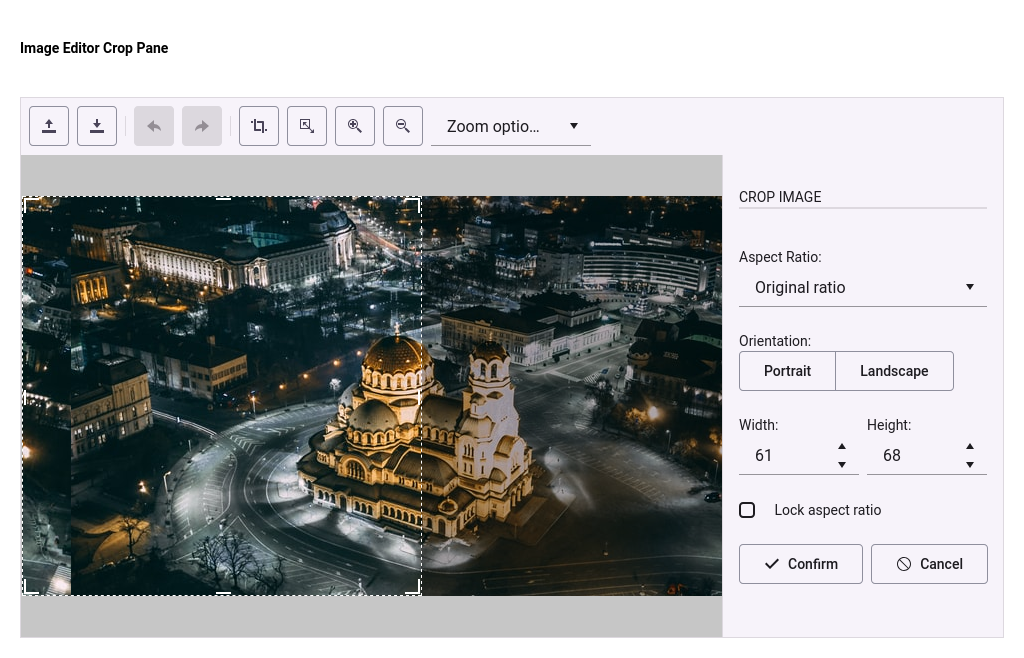 Image Editor Crop Pane
Zoom optio...
CROP IMAGE
Aspect Ratio:
Original ratio
Orientation:
Portrait Landscape
Width: Height:
61 68
Lock aspect ratio
Confirm Cancel